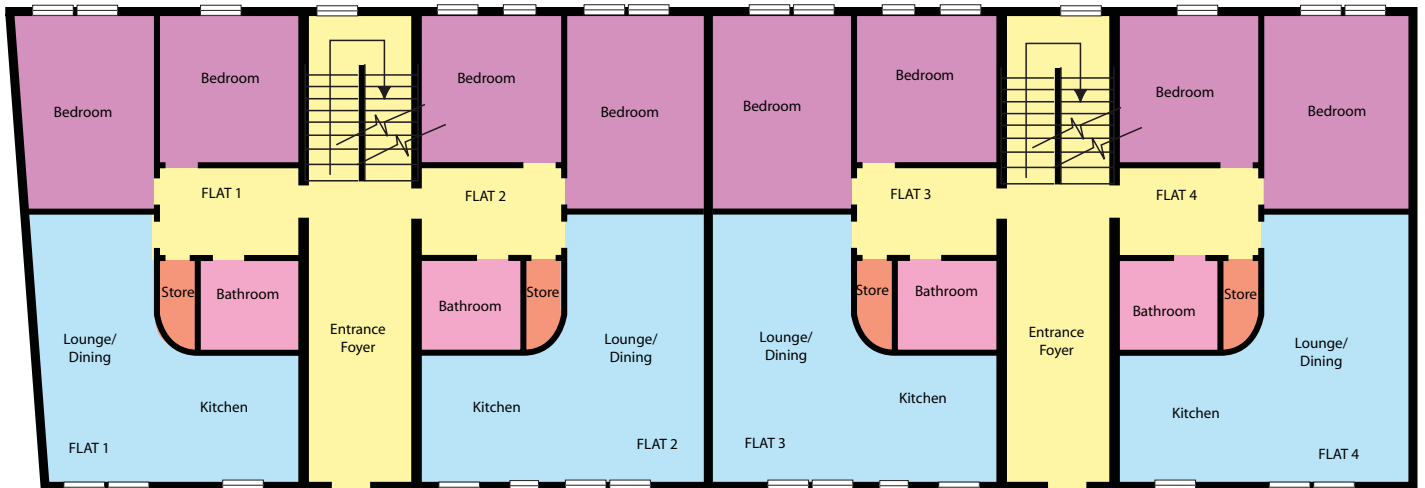 Bedroom
Bedroom
Bedroom
Bedroom
Bedroom
Bedroom
Bedroom
Bedroom
FLAT 1
FLAT 2
FLAT 3
FLAT 4
Store
Bathroom
Bathroom
Store
Store
Bathroom
Bathroom
Store
Lounge/
Dining
Entrance
Foyer
Lounge/
Dining
Lounge/
Dining
Entrance
Foyer
Lounge/
Dining
Kitchen
Kitchen
Kitchen
Kitchen
FLAT 1
FLAT 2
FLAT 3
FLAT 4